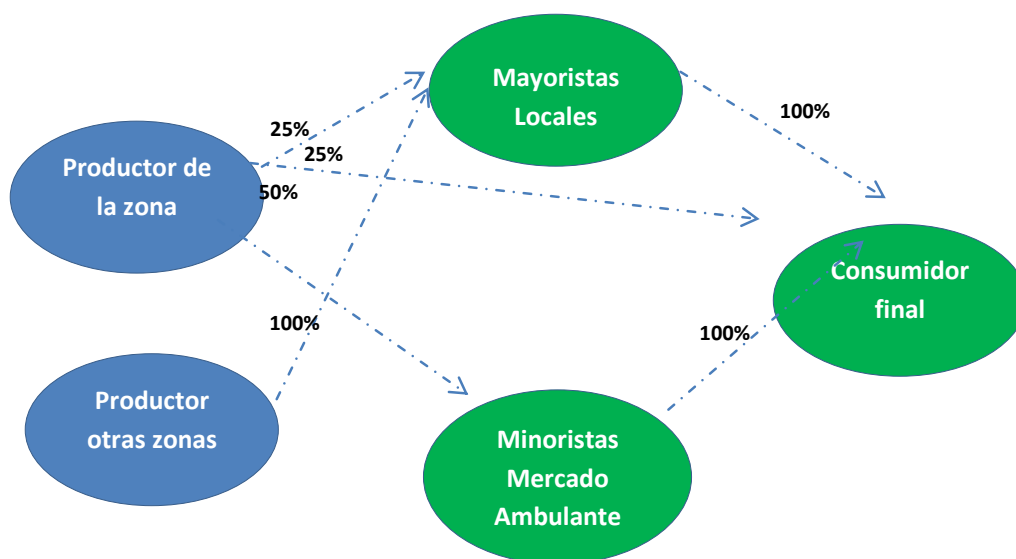 Mayoristas
Locales
100%
25%
25%
Productor de
la zona
50%
Consumidor
final
100%
100%
Productor
otras zonas
Minoristas
Mercado
Ambulante